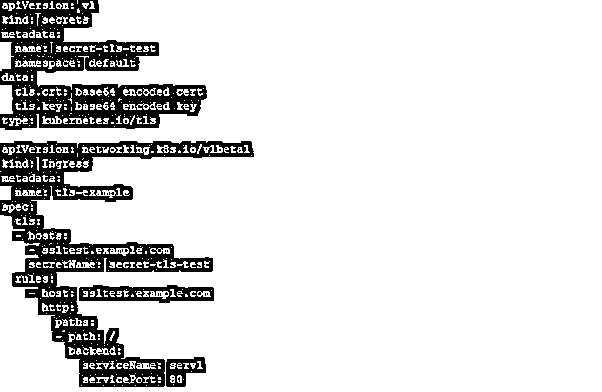 apiVersion: v1
kind: secrets
metadata:
  name: secret-tls-test
  namespace: default
data:
  tls.crt: base64 encoded cert
  tls.key: base64 encoded key
type: kubernetes.io/tls

apiVersion: networking.k8s.io/v1beta1
kind: Ingress
metadata:
  name: tls-example
spec:
  tls:
  - hosts:
    - ssltest.example.com
    secretName: secret-tls-test
  rules:
    - host: ssltest.example.com
      http:
        paths:
        - path: /
          backend:
            serviceName: serv1
            servicePort: 80